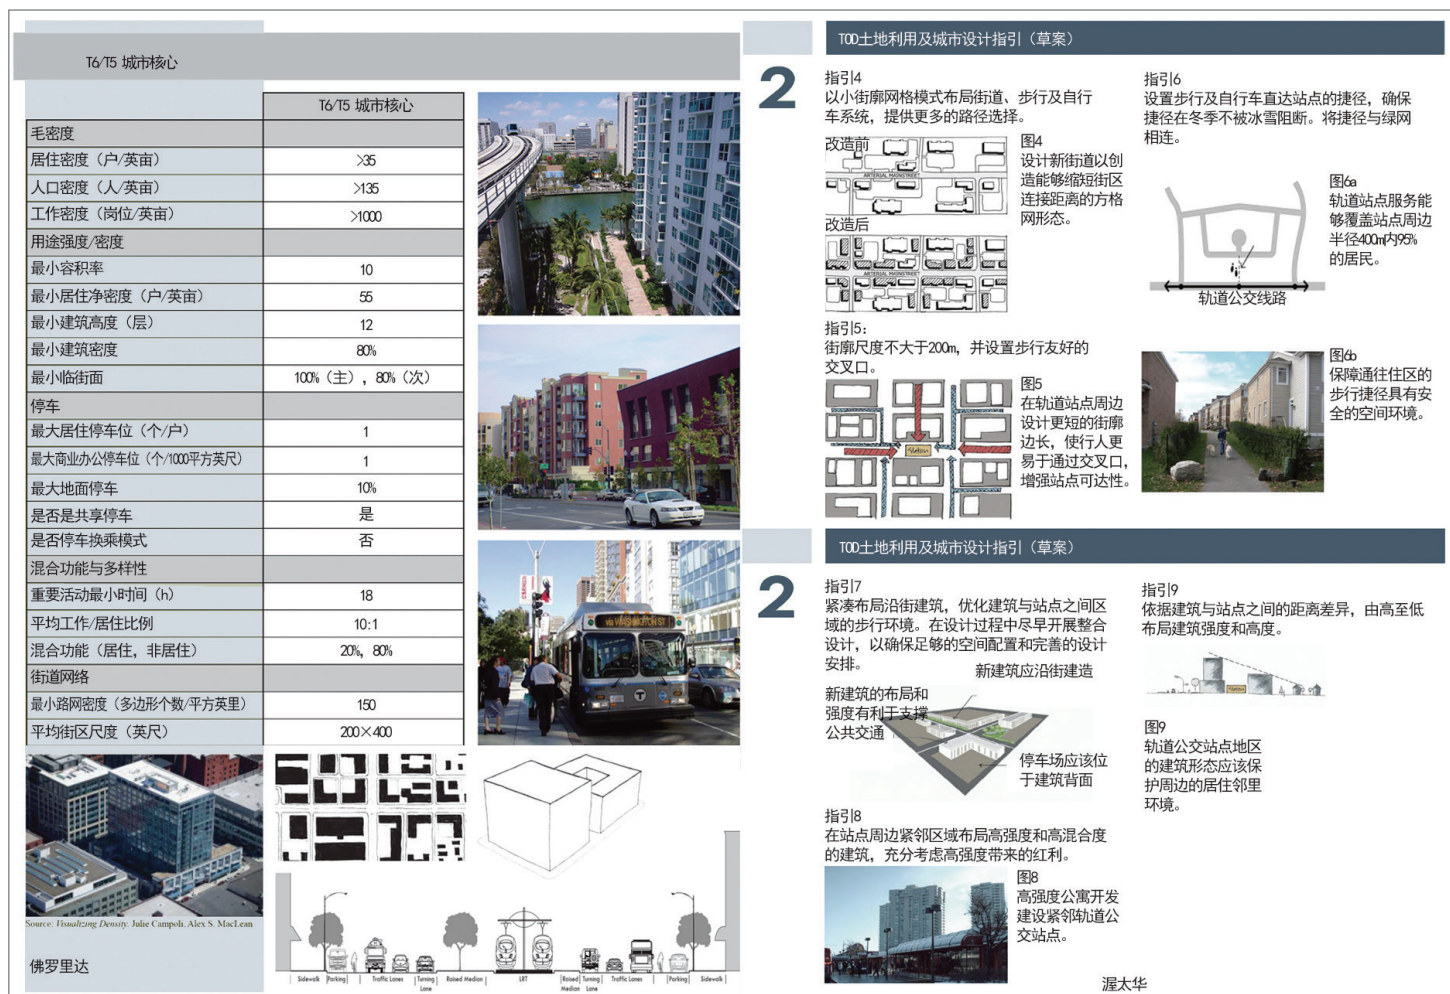 T6/T5 城市核心
T6/T5 城市核心
毛密度
居住密度（户/英亩） >35
人口密度（人/英亩） >135
工作密度（岗位/英亩） >1000
用途强度/密度
最小容积率 10
最小居住净密度（户/英亩） 55
最小建筑高度（层） 12
最小建筑密度 80%
最小临街面 100%（主），80%（次）
停车
最大居住停车位（个/户） 1
最大商业办公停车位（个/1000平方英尺） 1
最大地面停车 10%
是否是共享停车 是
是否停车换乘模式 否
混合功能与多样性
重要活动最小时间（h） 18
平均工作/居住比例 10:1
混合功能（居住，非居住） 20%，80%
街道网络
最小路网密度（多边形个数/平方英里） 150
平均街区尺度（英尺） 200×400
via WASHINGTON ST
T
Source: Visualizing Density. Julie Campoli. Alex S. MacLean
佛罗里达
Sidewalk
Parking
Traffic Lanes
Turning
Lane
Raised Median
LRT
Raised
Median
Turning
Lane
Traffic Lanes
Parking
Sidewalk
TOD土地利用及城市设计指引（草案）
2
指引4
以小街廓网格模式布局街道、步行及自行
车系统，提供更多的路径选择。
改造前
ARTERIAL MAINSTREET
改造后
ARTERIAL MAINSTREET
图4
设计新街道以创
造能够缩短街区
连接距离的方格
网形态。
指引5：
街廓尺度不大于200m，并设置步行友好的
交叉口。
Station
图5
在轨道站点周边
设计更短的街廓
边长，使行人更
易于通过交叉口，
增强站点可达性。
指引6
设置步行及自行车直达站点的捷径，确保
捷径在冬季不被冰雪阻断。将捷径与绿网
相连。
图6a
轨道站点服务能
够覆盖站点周边
半径400m内95%
的居民。
轨道公交线路
图6b
保障通往住区的
步行捷径具有安
全的空间环境。
TOD土地利用及城市设计指引（草案）
2
指引7
紧凑布局沿街建筑，优化建筑与站点之间区
域的步行环境。在设计过程中尽早开展整合
设计，以确保足够的空间配置和完善的设计
安排。
新建筑应沿街建造
新建筑的布局和
强度有利于支撑
公共交通
停车场应该位
于建筑背面
指引8
在站点周边紧邻区域布局高强度和高混合度
的建筑，充分考虑高强度带来的红利。
图8
高强度公寓开发
建设紧邻轨道公
交站点。
指引9
依据建筑与站点之间的距离差异，由高至低
布局建筑强度和高度。
图9
轨道公交站点地区
的建筑形态应该保
护周边的居住邻里
环境。
渥太华